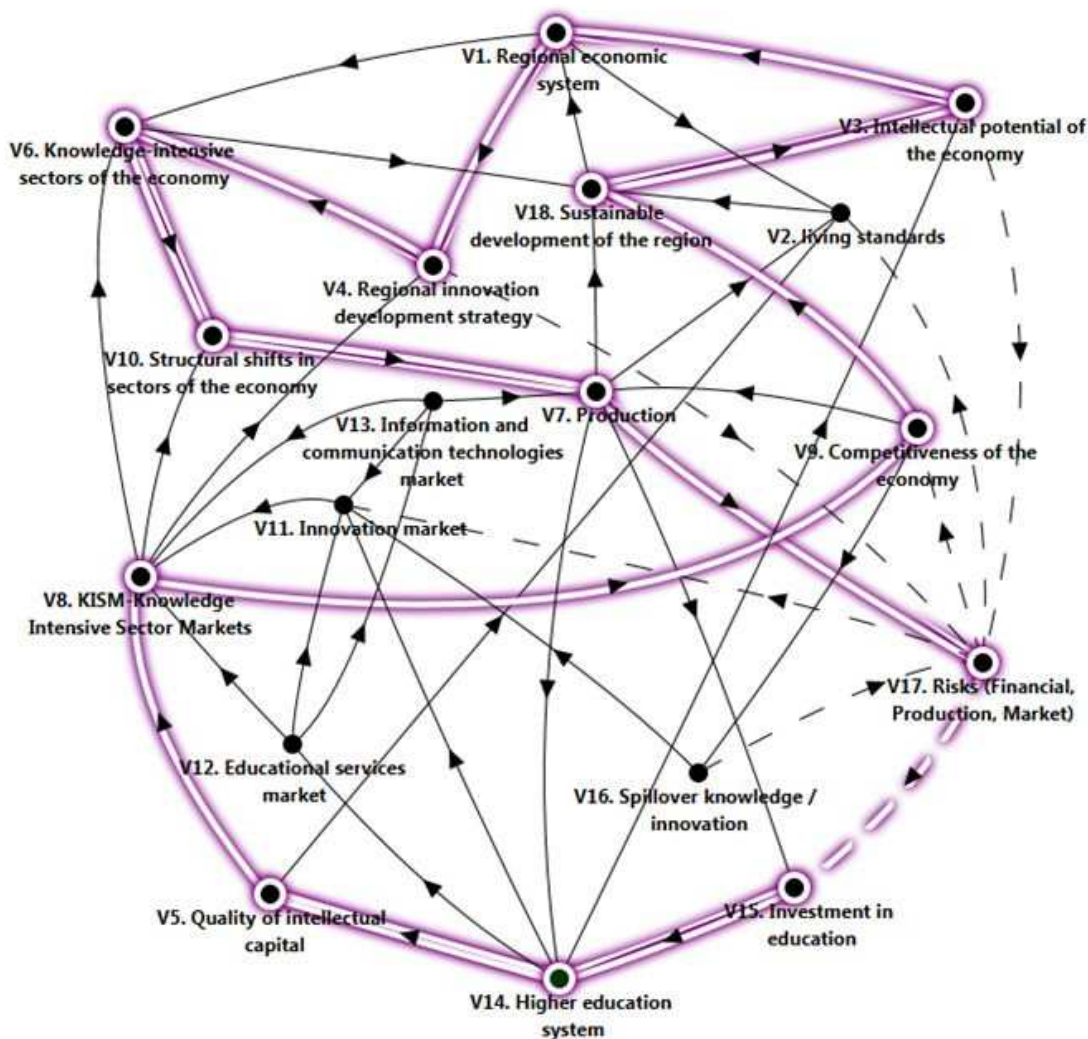 V1. Regional economic
system
V3. Intellectual potential of
the economy
V6. Knowledge-intensive
sectors of the economy
V18. Sustainable
development of the region
V2. living standards
V4. Regional innovation
development strategy
V10. Structural shifts in
sectors of the economy
V7. Production
V13. Information and
communication technologies
market
V9. Competitiveness of the
economy
V11. Innovation market
V8. KISM-Knowledge
Intensive Sector Markets
V17. Risks (Financial,
Production, Market)
V12. Educational services
market
V16. Spillover knowledge /
innovation
V5. Quality of intellectual
capital
V15. Investment in
education
V14. Higher education
system